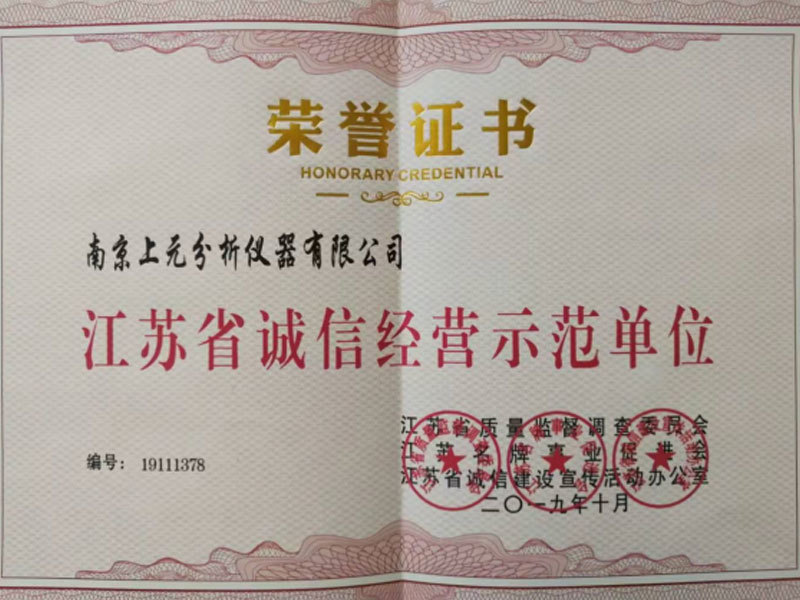 荣誉证书
HONORARY CREDENTIAL
南京上元分析仪器有限公司
江苏省诚信经营示范单位
江苏省质量监督调查委员会
江苏名牌事业促进会
编号：19111378
江苏省诚信建设宣传活动办公室
二〇一九年十月